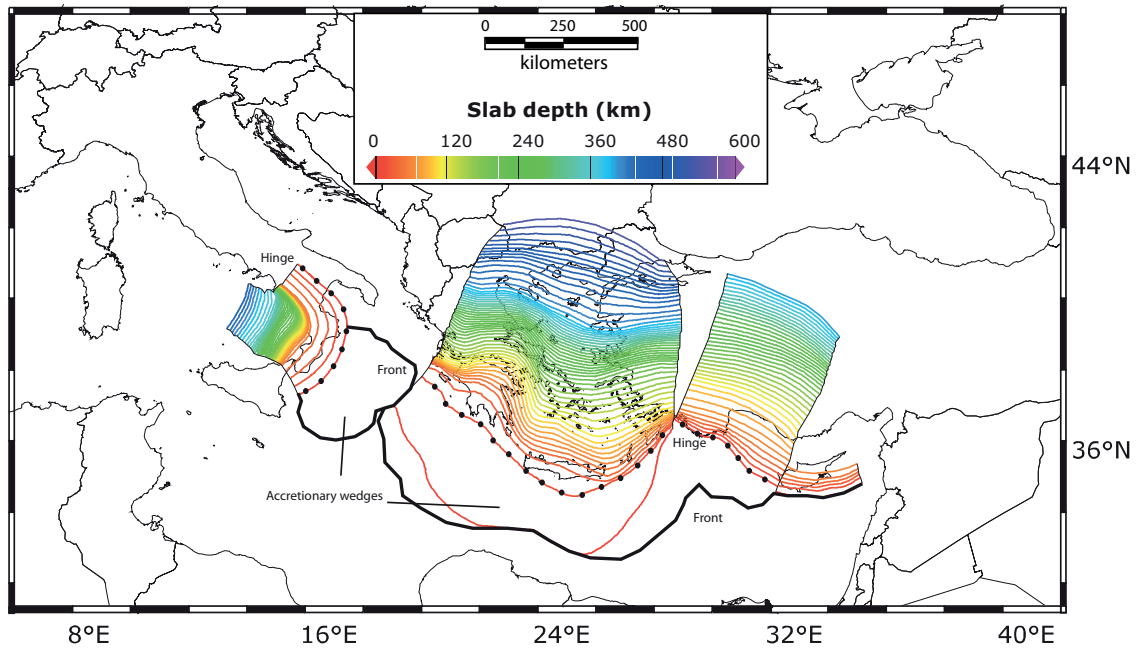 0 250 500
kilometers
Slab depth (km)
0 120 240 360 480 600
44°N
Hinge
Front
36°N
Hinge
Accretionary wedges
Front
8°E 16°E 24°E 32°E 40°E